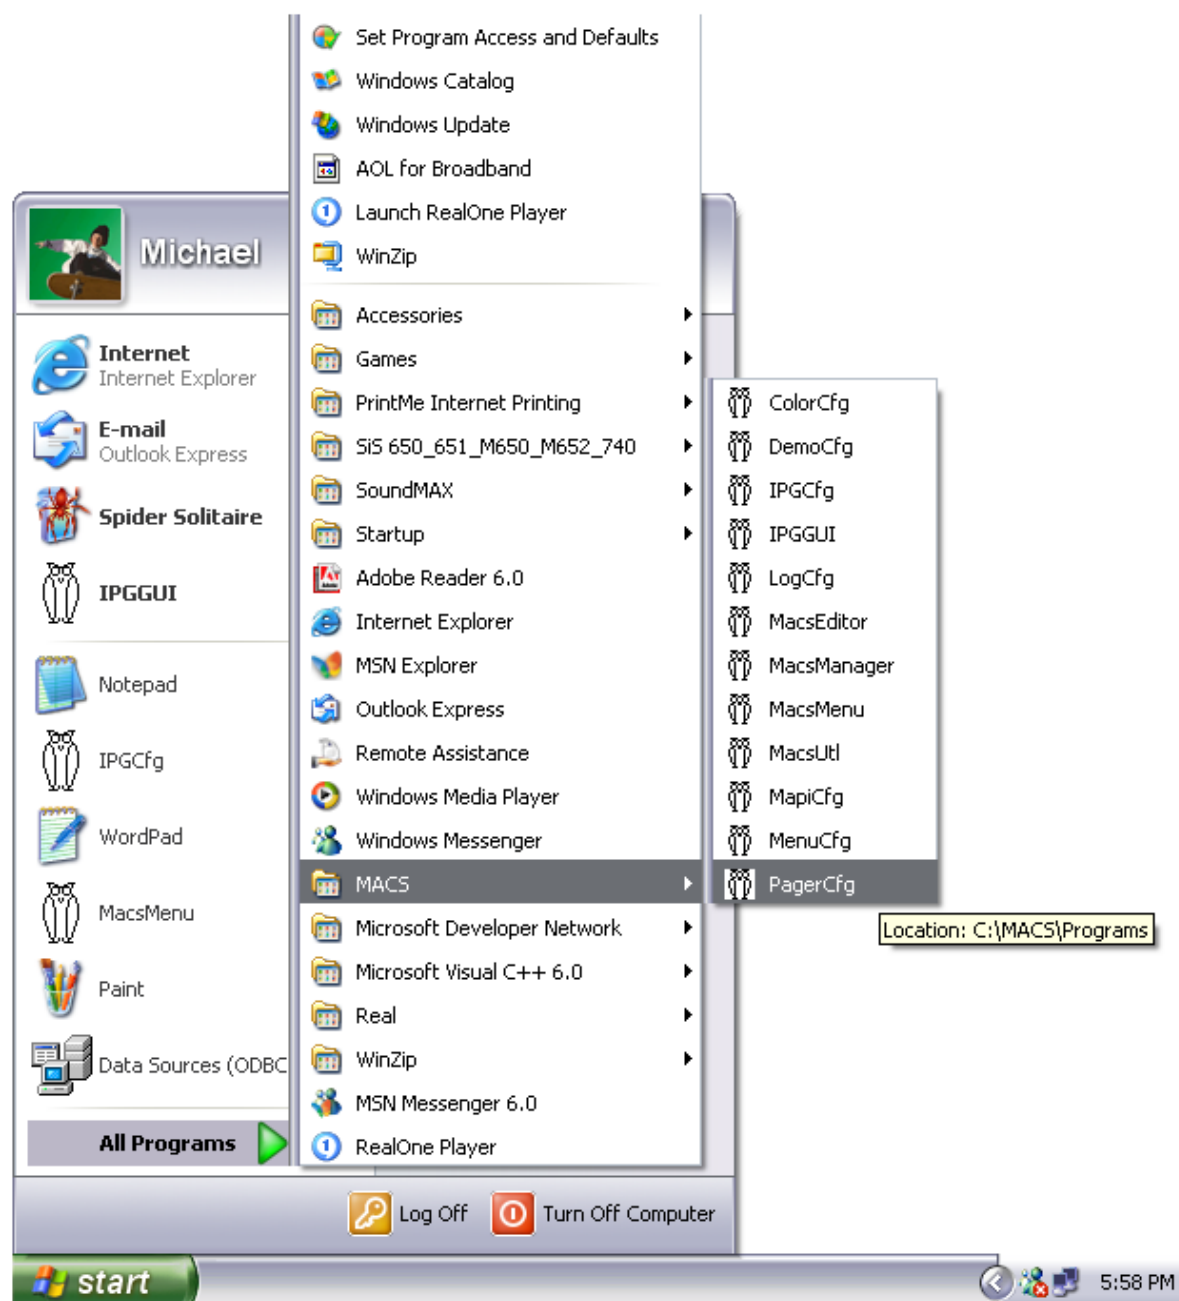 Set Program Access and Defaults
Windows Catalog
Windows Update
AOL for Broadband
Launch RealOne Player
WinZip
Michael
Internet
Internet Explorer
E-mail
Outlook Express
Spider Solitaire
IPGGUI
Notepad
IPGCfg
WordPad
MacsMenu
Paint
Data Sources (ODBC
All Programs
Accessories
Games
PrintMe Internet Printing
SiS 650_651_M650_M652_740
SoundMAX
Startup
Adobe Reader 6.0
Internet Explorer
MSN Explorer
Outlook Express
Remote Assistance
Windows Media Player
Windows Messenger
MACS
Microsoft Developer Network
Microsoft Visual C++ 6.0
Real
WinZip
MSN Messenger 6.0
RealOne Player
ColorCfg
DemoCfg
IPGCfg
IPGGUI
LogCfg
MacsEditor
MacsManager
MacsMenu
MacsUtl
MapiCfg
MenuCfg
PagerCfg
Location: C:\MACS\Programs
Log Off
Turn Off Computer
start
5:58 PM